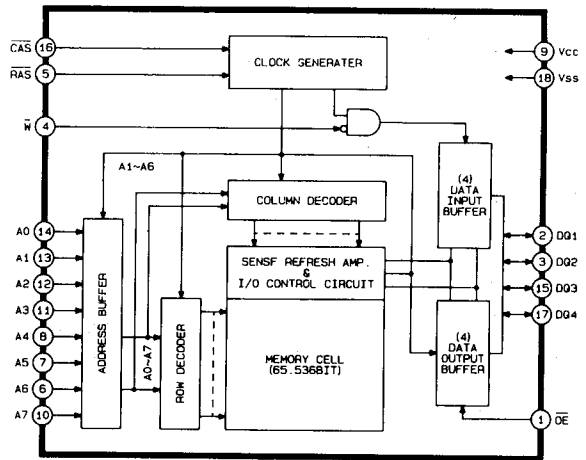 CAS 16
RAS 5
W 4
CLOCK GENERATER
9 Vcc
18 Vss
A1~A6
COLUMN DECODER
(4)
DATA
INPUT
BUFFER
A0 14
A1 13
A2 12
A3 11
A4 8
A5 7
A6 6
A7 10
ADDRESS BUFFER
A0~A7
ROW DECODER
SENSF REFRESH AMP.
&
I/O CONTROL CIRCUIT
MEMORY CELL
(65.5368IT)
(4)
DATA
OUTPUT
BUFFER
2 DQ1
3 DQ2
15 DQ3
17 DQ4
1 OE